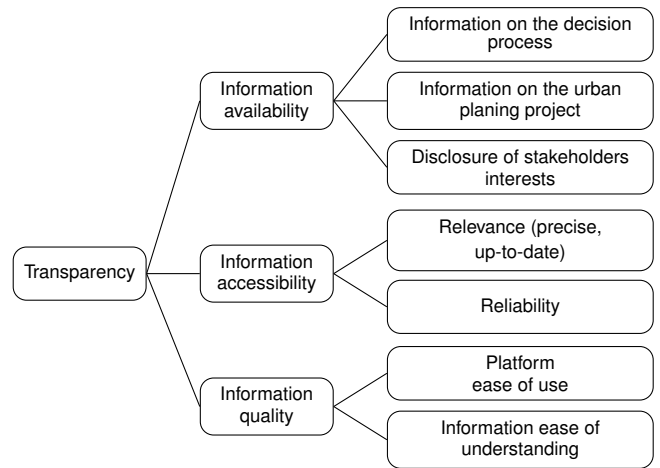 Information on the decision
process
Information
availability
Information on the urban
planing project
Disclosure of stakeholders
interests
Transparency
Information
accessibility
Relevance (precise,
up-to-date)
Reliability
Information
quality
Platform
ease of use
Information ease of
understanding